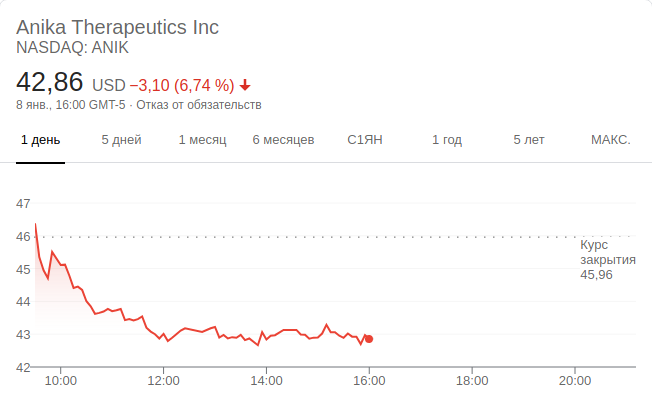 Anika Therapeutics Inc
NASDAQ: ANIK
42,86 USD −3,10 (6,74 %)
8 янв., 16:00 GMT-5 · Отказ от обязательств
1 день 5 дней 1 месяц 6 месяцев С1ЯН 1 год 5 лет МАКС.
47
46
45
44
43
42
Курс
закрытия
45,96
10:00 12:00 14:00 16:00 18:00 20:00